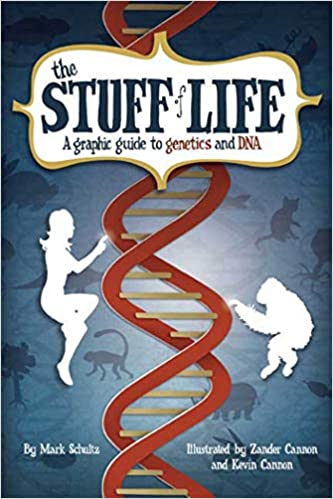 the
STUFF of LIFE
A graphic guide to genetics and DNA
By Mark Schultz
Illustrated by Zander Cannon
and Kevin Cannon